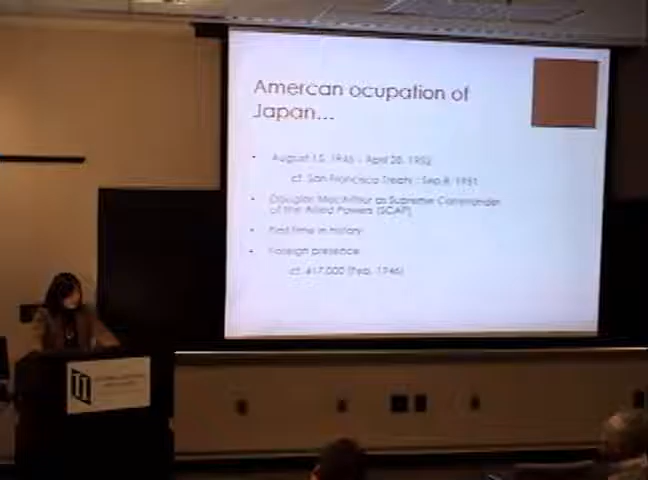 Amercan ocupation of
Japan...
August 15, 1945 - April 28, 1952
cf. San Francisco Treaty : Sep 8, 1951
Douglas MacArthur as Supreme Commander
of the Allied Powers (SCAP)
First time in history
Foreign presence
cf. 417,000 (Feb. 1946)